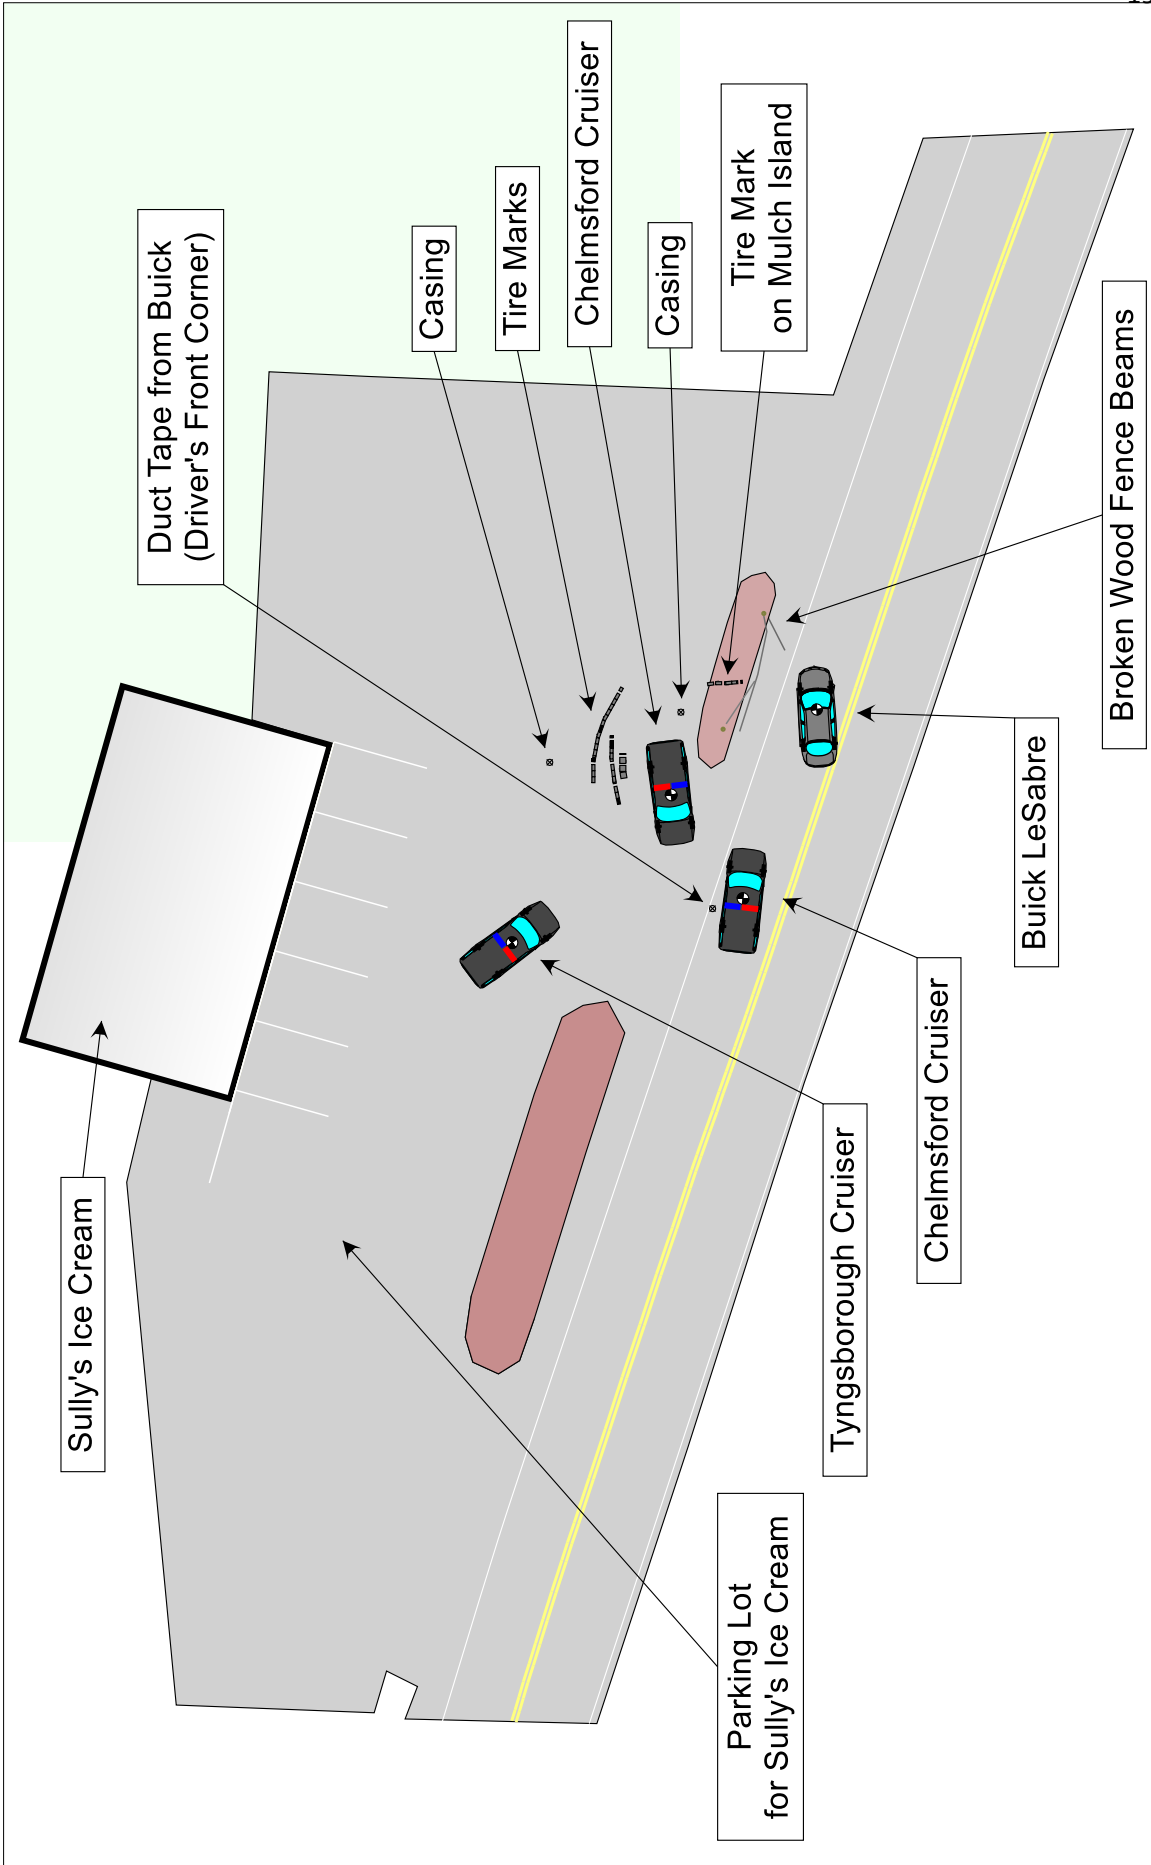 Sully's Ice Cream
Duct Tape from Buick
(Driver's Front Corner)
Casing
Tire Marks
Chelmsford Cruiser
Casing
Tire Mark
on Mulch Island
Broken Wood Fence Beams
Buick LeSabre
Chelmsford Cruiser
Tyngsborough Cruiser
Parking Lot
for Sully's Ice Cream